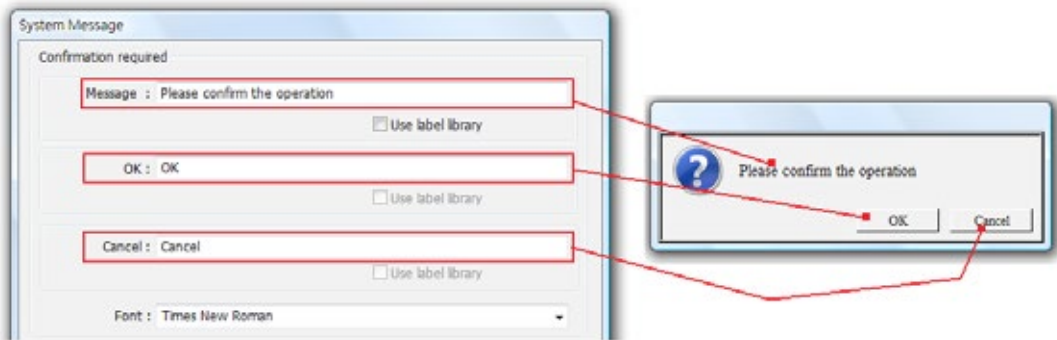 System Message
Confirmation required
Message : Please confirm the operation
Use label library
OK : OK
Use label library
Cancel : Cancel
Use label library
Font : Times New Roman
Please confirm the operation
OK Cancel